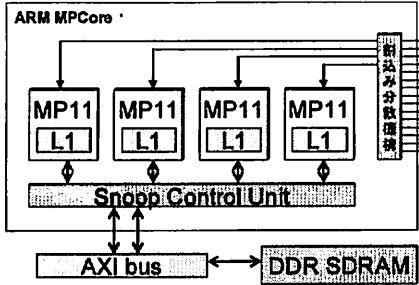 ARM MPCore
割込み分散機構
MP11 MP11 MP11 MP11
L1 L1 L1 L1
Snoop Control Unit
AXI bus
DDR SDRAM